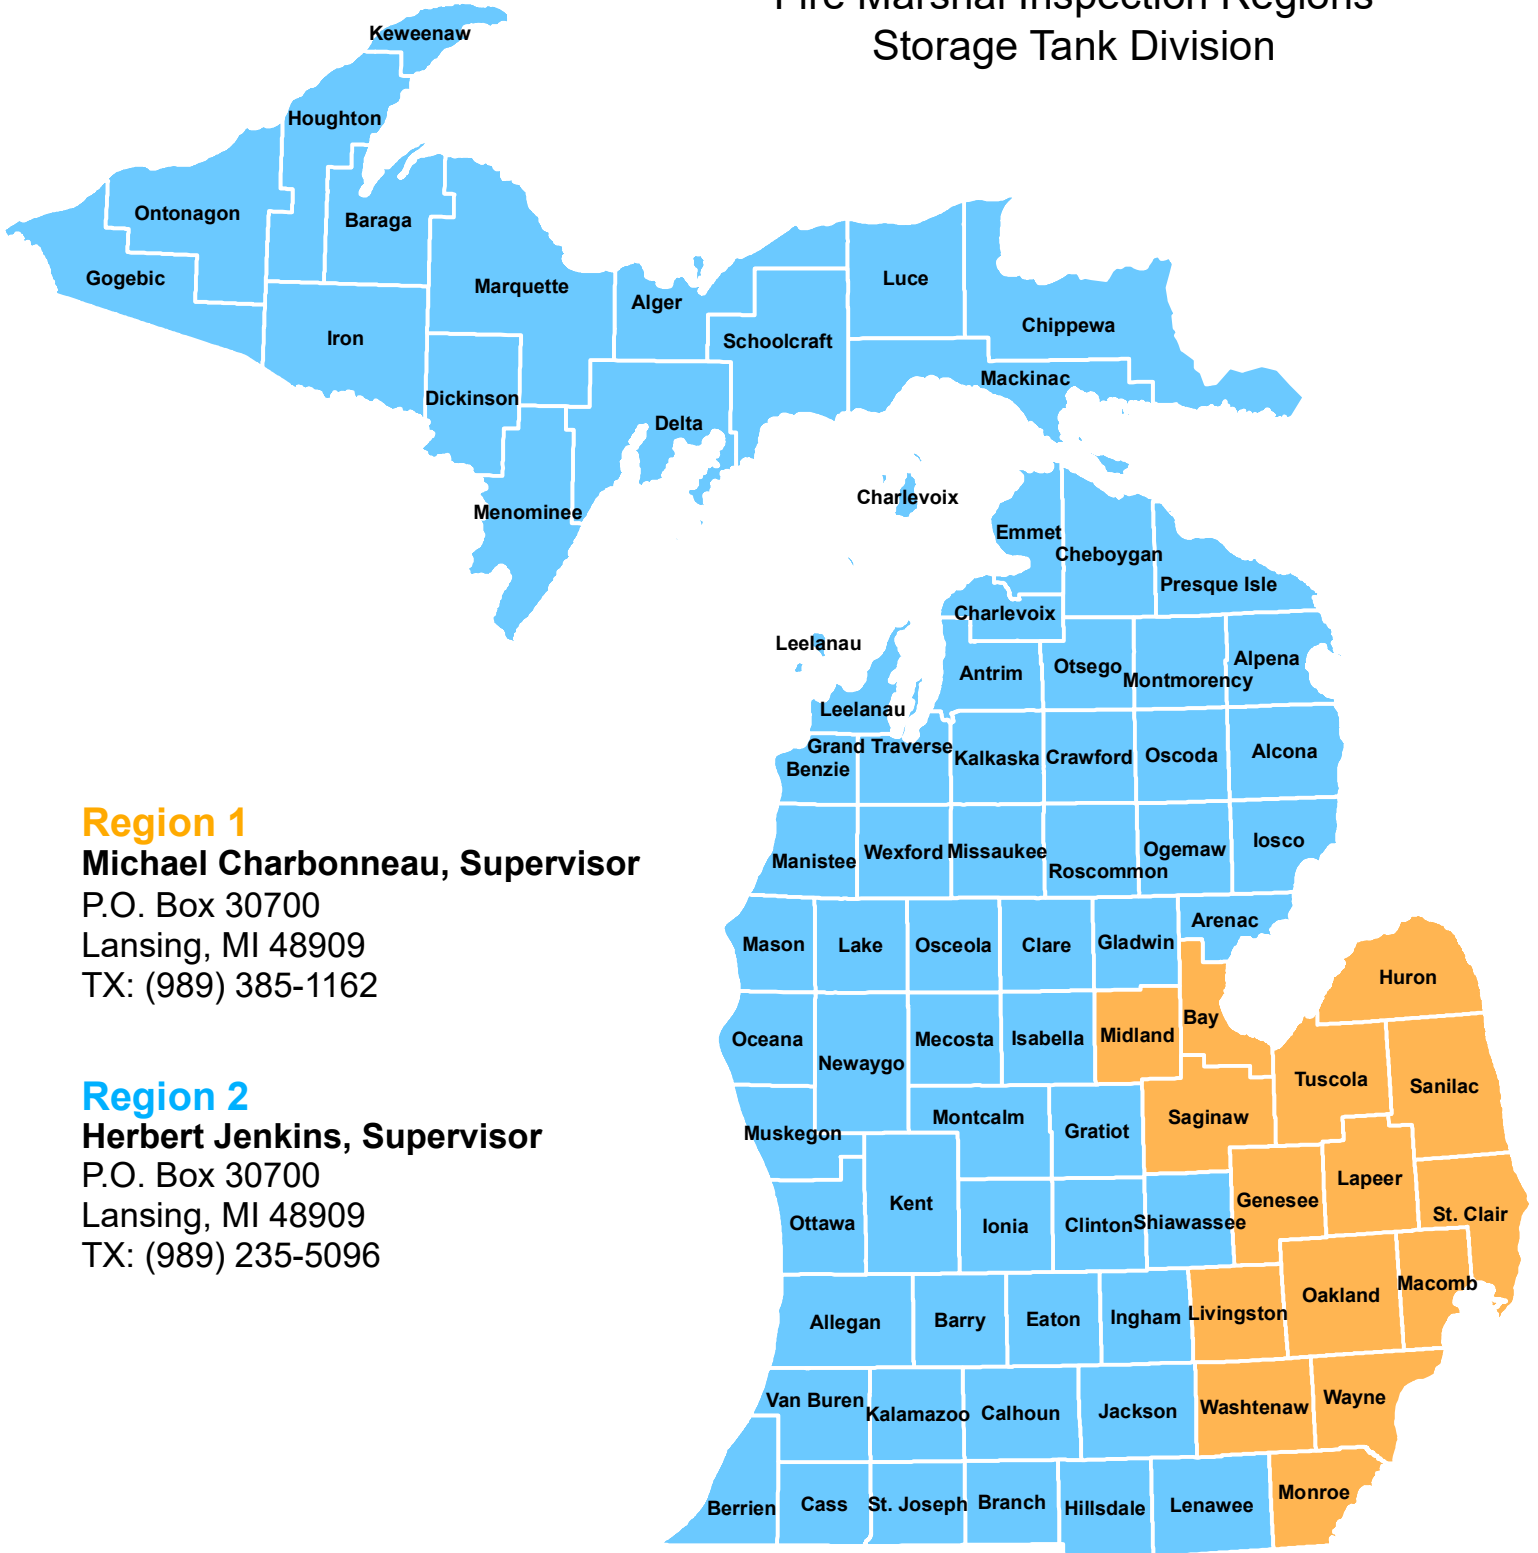 Fire Marshal Inspection Regions
Storage Tank Division
Keweenaw
Houghton
Ontonagon
Baraga
Gogebic
Marquette
Alger
Luce
Iron
Schoolcraft
Chippewa
Dickinson
Mackinac
Delta
Menominee
Charlevoix
Emmet
Cheboygan
Presque Isle
Charlevoix
Leelanau
Antrim
Otsego
Montmorency
Alpena
Leelanau
Grand Traverse
Benzie
Kalkaska
Crawford
Oscoda
Alcona
Region 1
Michael Charbonneau, Supervisor
P.O. Box 30700
Lansing, MI 48909
TX: (989) 385-1162
Manistee
Wexford
Missaukee
Roscommon
Ogemaw
Iosco
Mason
Lake
Osceola
Clare
Gladwin
Arenac
Huron
Oceana
Newaygo
Mecosta
Isabella
Midland
Bay
Tuscola
Sanilac
Region 2
Herbert Jenkins, Supervisor
P.O. Box 30700
Lansing, MI 48909
TX: (989) 235-5096
Muskegon
Montcalm
Gratiot
Saginaw
Ottawa
Kent
Ionia
Clinton
Shiawassee
Genesee
Lapeer
St. Clair
Allegan
Barry
Eaton
Ingham
Livingston
Oakland
Macomb
Van Buren
Kalamazoo
Calhoun
Jackson
Washtenaw
Wayne
Berrien
Cass
St. Joseph
Branch
Hillsdale
Lenawee
Monroe